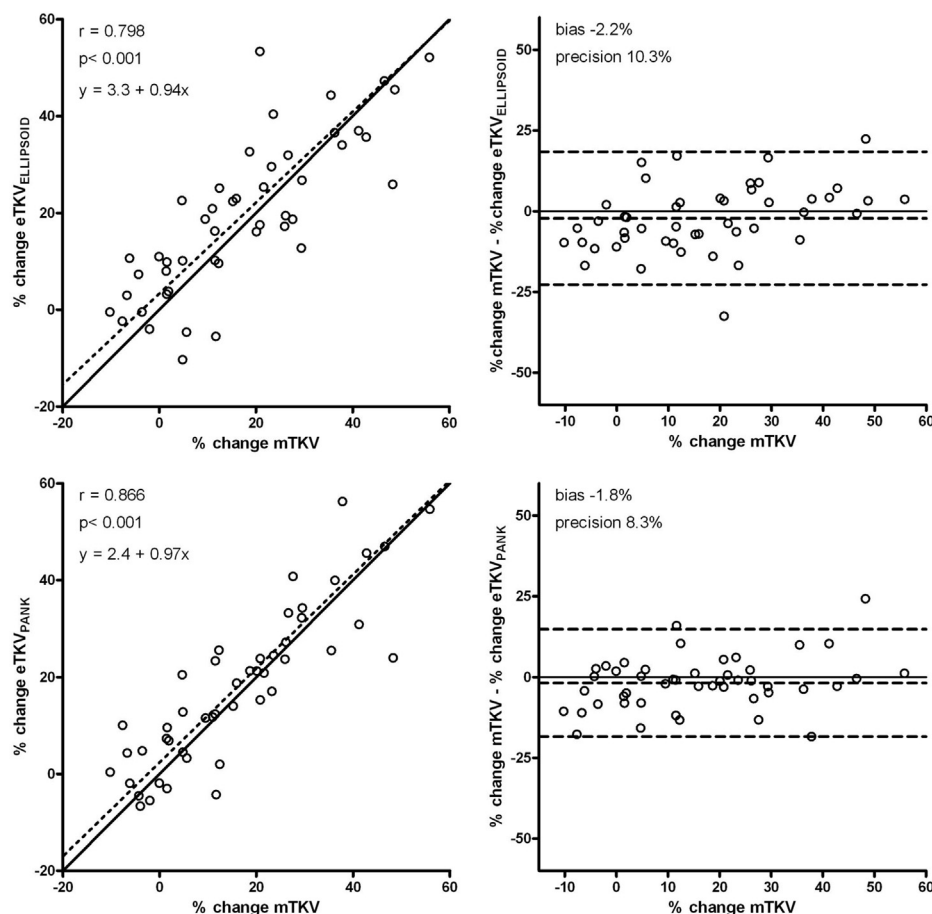 r = 0.798
p< 0.001
y = 3.3 + 0.94x
60
40
20
0
-20
% change eTKVELLIPSOID
-20 0 20 40 60
% change mTKV
bias -2.2%
precision 10.3%
50
25
0
-25
-50
%change mTKV - %change eTKVELLIPSOID
-10 0 10 20 30 40 50 60
% change mTKV
r = 0.866
p< 0.001
y = 2.4 + 0.97x
60
40
20
0
-20
% change eTKVPANK
-20 0 20 40 60
% change mTKV
bias -1.8%
precision 8.3%
50
25
0
-25
-50
% change mTKV - % change eTKVPANK
-10 0 10 20 30 40 50 60
% change mTKV